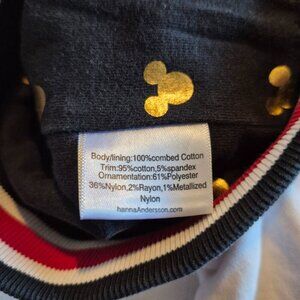 Body/lining:100%combed Cotton
Trim:95%cotton,5%spandex
Ornamentation:61%Polyester
36%Nylon,2%Rayon,1%Metallized
Nylon
hannaAndersson.com